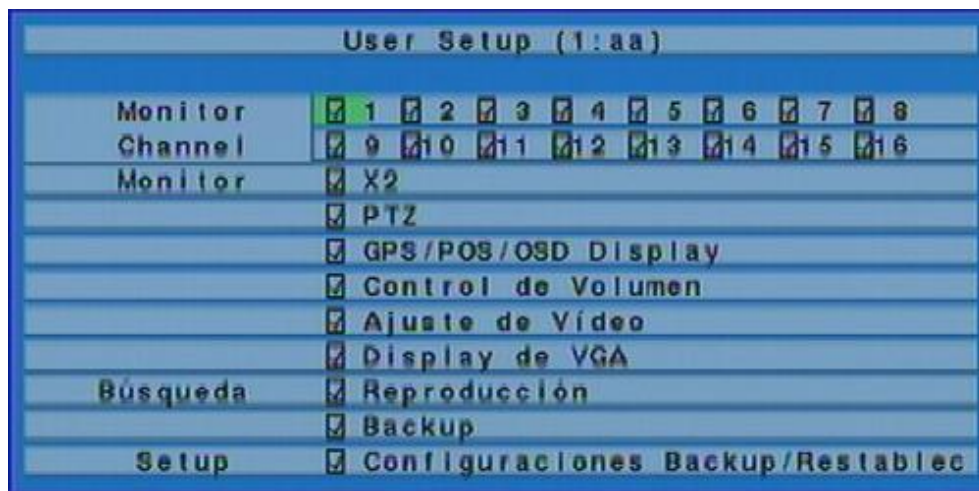 User Setup (1:aa)
Monitor 1 2 3 4 5 6 7 8
Channel 9 10 11 12 13 14 15 16
Monitor X2
PTZ
GPS/POS/OSD Display
Control de Volumen
Ajuste de Vídeo
Display de VGA
Búsqueda Reproducción
Backup
Setup Configuraciones Backup/Restablec